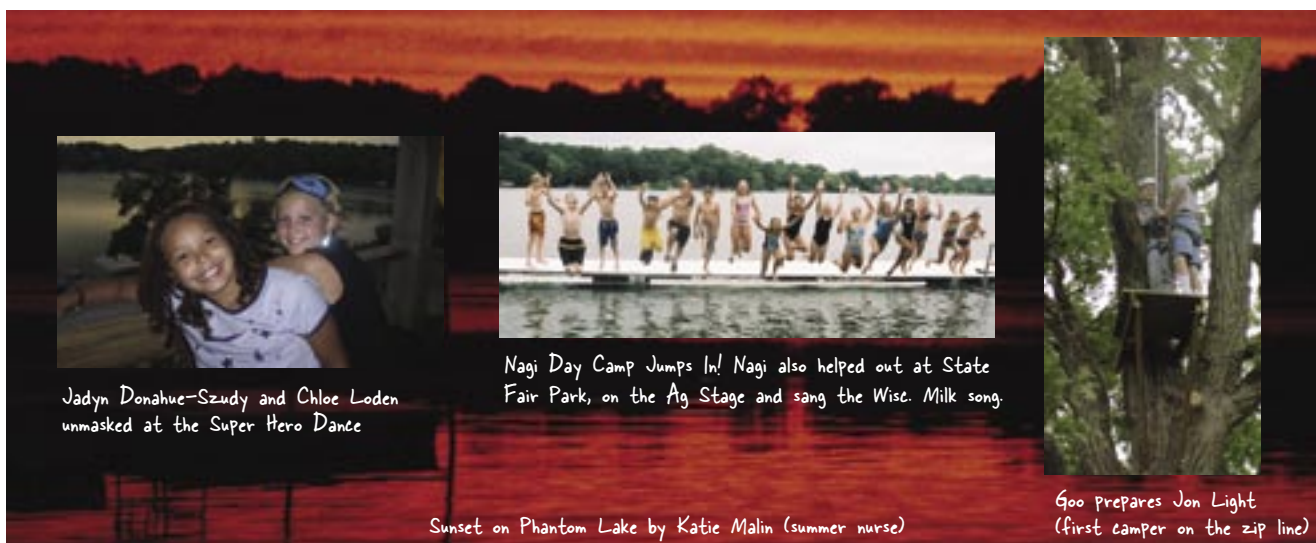 Jadyn Donahue-Szudy and Chloe Loden
unmasked at the Super Hero Dance
Nagi Day Camp Jumps In! Nagi also helped out at State
Fair Park, on the Ag Stage and sang the Wisc. Milk song.
Goo prepares Jon Light
(first camper on the zip line)
Sunset on Phantom Lake by Katie Malin (summer nurse)